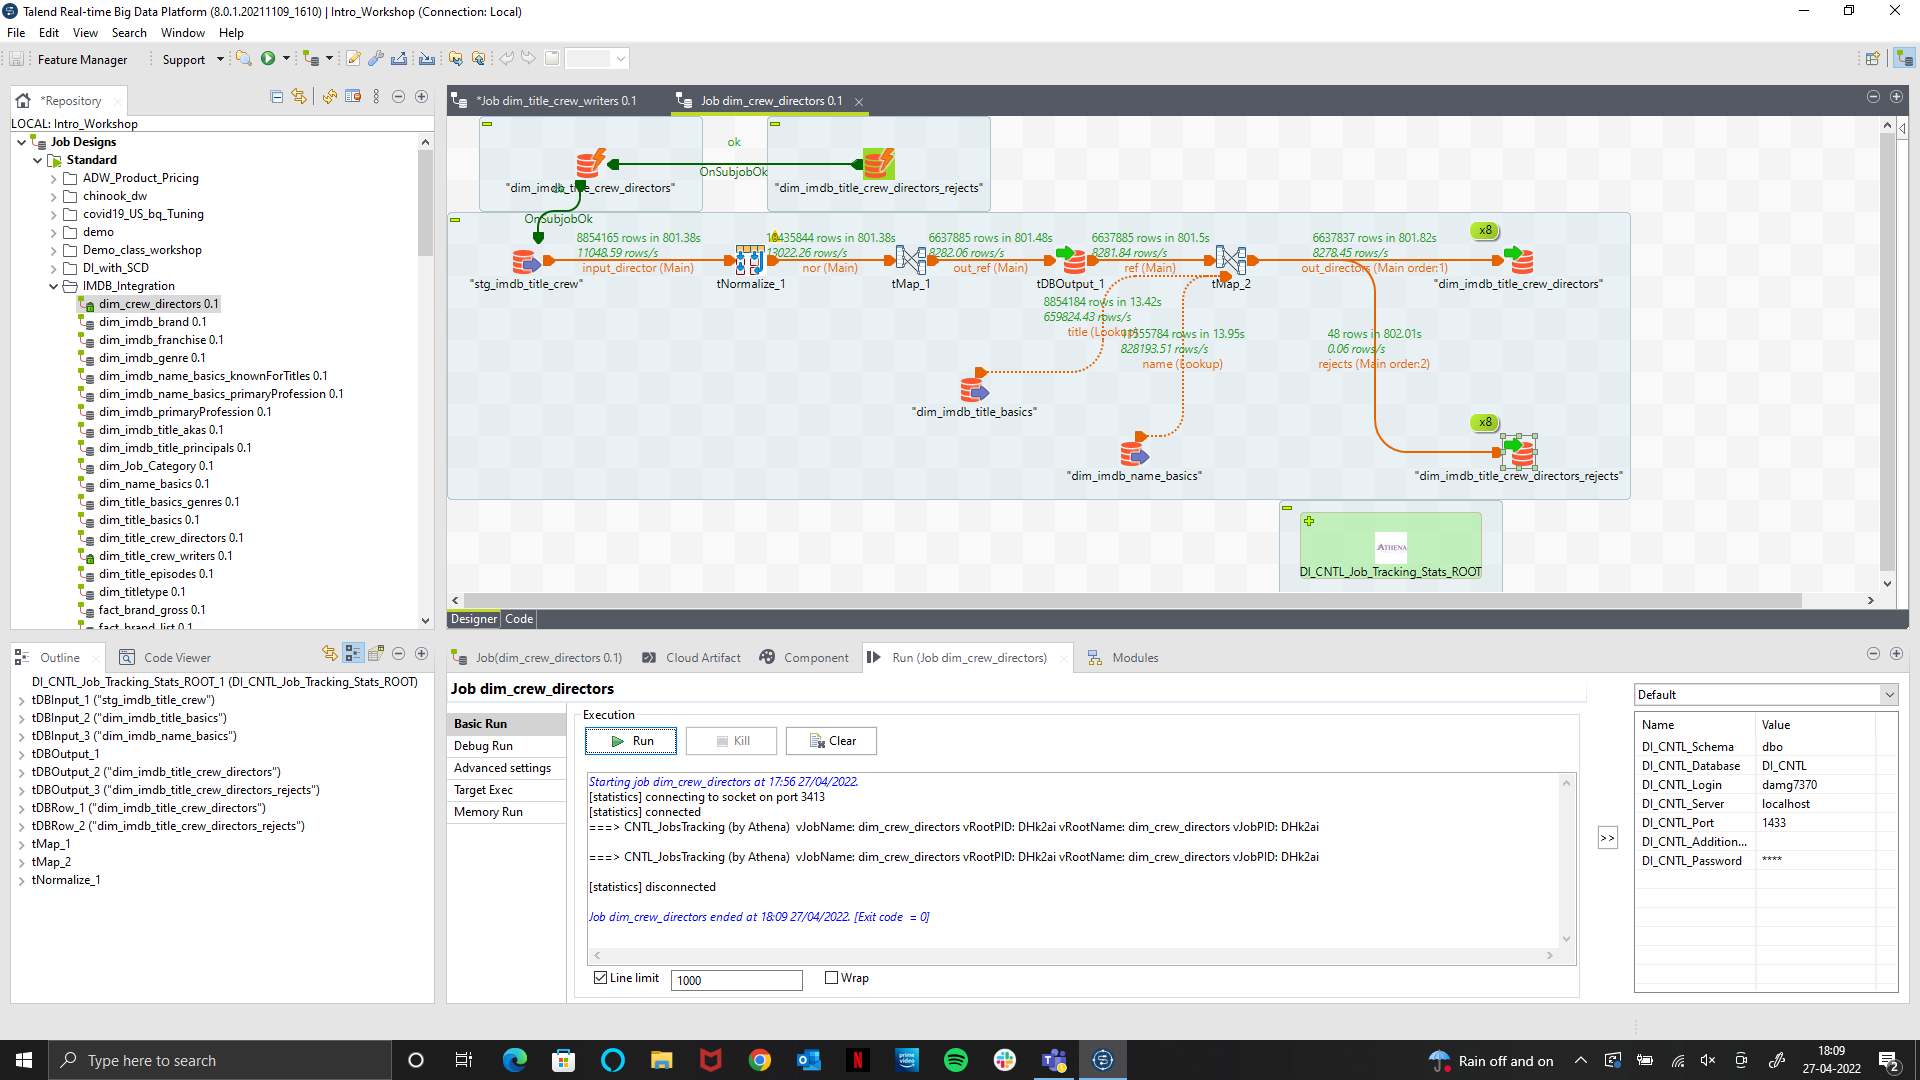 Talend Real-time Big Data Platform (8.0.1.20211109_1610) | Intro_Workshop (Connection: Local)
File Edit View Search Window Help
Feature Manager Support
*Repository
LOCAL: Intro_Workshop
Job Designs
Standard
ADW_Product_Pricing
chinook_dw
covid19_US_bq_Tuning
demo
Demo_class_workshop
DI_with_SCD
IMDB_Integration
dim_crew_directors 0.1
dim_imdb_brand 0.1
dim_imdb_franchise 0.1
dim_imdb_genre 0.1
dim_imdb_name_basics_knownForTitles 0.1
dim_imdb_name_basics_primaryProfession 0.1
dim_imdb_primaryProfession 0.1
dim_imdb_title_akas 0.1
dim_imdb_title_principals 0.1
dim_Job_Category 0.1
dim_name_basics 0.1
dim_title_basics_genres 0.1
dim_title_basics 0.1
dim_title_crew_directors 0.1
dim_title_crew_writers 0.1
dim_title_episodes 0.1
dim_titletype 0.1
fact_brand_gross 0.1
fact_brand_list 0.1
*Job dim_title_crew_writers 0.1
Job dim_crew_directors 0.1
ok
OnSubjobOk
"dim_imdb_title_crew_directors"
"dim_imdb_title_crew_directors_rejects"
OnSubjobOk
8854165 rows in 801.38s
11048.59 rows/s
input_director (Main)
rows in 801.38s
13022.26 rows/s
nor (Main)
6637885 rows in 801.48s
8282.06 rows/s
out_ref (Main)
6637885 rows in 801.5s
8281.84 rows/s
ref (Main)
6637837 rows in 801.82s
8278.45 rows/s
out_directors (Main order:1)
x8
"stg_imdb_title_crew"
tNormalize_1
tMap_1
tDBOutput_1
tMap_2
"dim_imdb_title_crew_directors"
8854184 rows in 13.42s
659824.43 rows/s
title (Lookup)
11555784 rows in 13.95s
828193.51 rows/s
name (Lookup)
48 rows in 802.01s
0.06 rows/s
rejects (Main order:2)
"dim_imdb_title_basics"
x8
"dim_imdb_name_basics"
"dim_imdb_title_crew_directors_rejects"
ATHENA
DI_CNTL_Job_Tracking_Stats_ROOT
Designer Code
Outline Code Viewer
DI_CNTL_Job_Tracking_Stats_ROOT_1 (DI_CNTL_Job_Tracking_Stats_ROOT)
tDBInput_1 ("stg_imdb_title_crew")
tDBInput_2 ("dim_imdb_title_basics")
tDBInput_3 ("dim_imdb_name_basics")
tDBOutput_1
tDBOutput_2 ("dim_imdb_title_crew_directors")
tDBOutput_3 ("dim_imdb_title_crew_directors_rejects")
tDBRow_1 ("dim_imdb_title_crew_directors")
tDBRow_2 ("dim_imdb_title_crew_directors_rejects")
tMap_1
tMap_2
tNormalize_1
Job(dim_crew_directors 0.1) Cloud Artifact Component Run (Job dim_crew_directors) Modules
Job dim_crew_directors
Basic Run
Debug Run
Advanced settings
Target Exec
Memory Run
Execution
Run Kill Clear
Starting job dim_crew_directors at 17:56 27/04/2022.
[statistics] connecting to socket on port 3413
[statistics] connected
===> CNTL_JobsTracking (by Athena) vJobName: dim_crew_directors vRootPID: DHk2ai vRootName: dim_crew_directors vJobPID: DHk2ai
===> CNTL_JobsTracking (by Athena) vJobName: dim_crew_directors vRootPID: DHk2ai vRootName: dim_crew_directors vJobPID: DHk2ai
[statistics] disconnected
Job dim_crew_directors ended at 18:09 27/04/2022. [Exit code = 0]
Line limit 1000 Wrap
>>
Default
Name Value
DI_CNTL_Schema dbo
DI_CNTL_Database DI_CNTL
DI_CNTL_Login damg7370
DI_CNTL_Server localhost
DI_CNTL_Port 1433
DI_CNTL_Addition...
DI_CNTL_Password ****
Type here to search
prime video
Rain off and on
18:09
27-04-2022
2